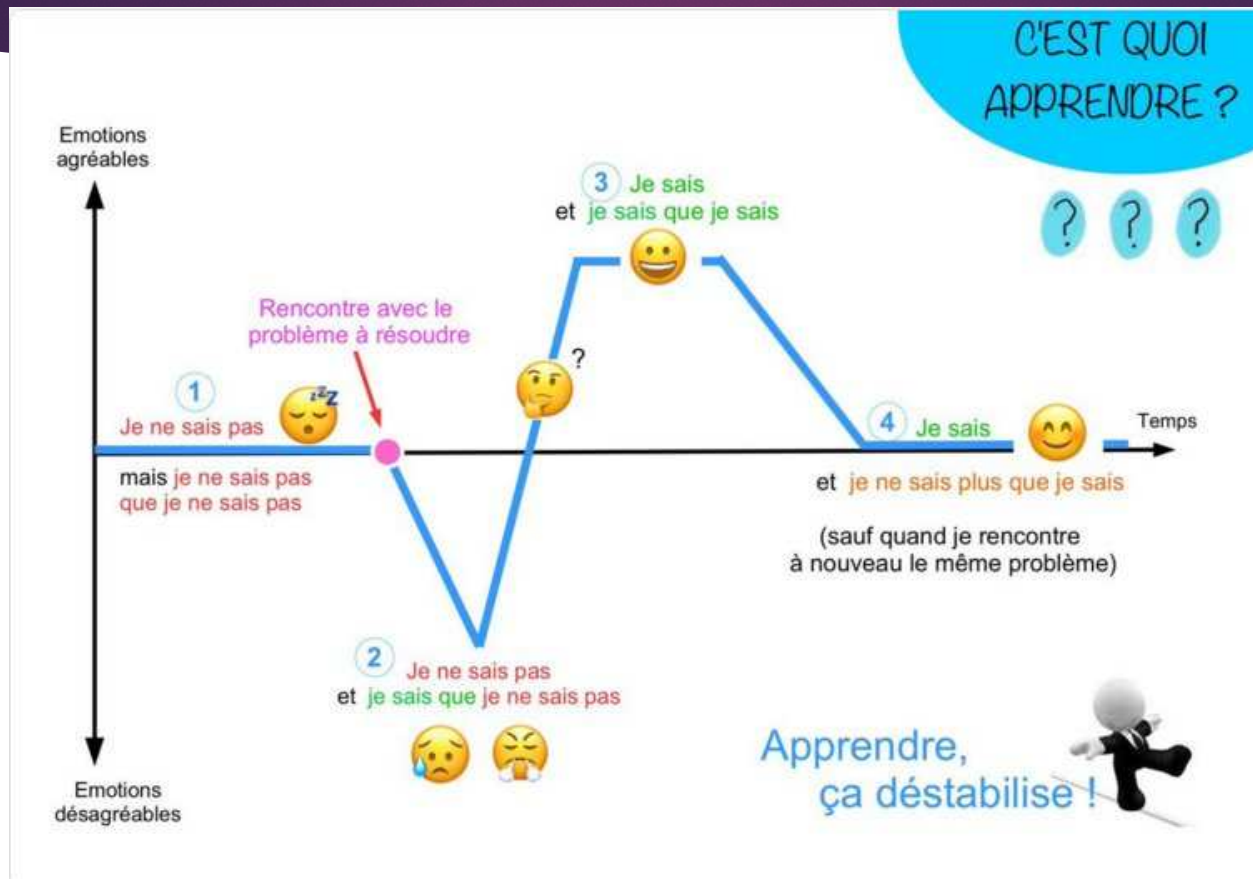 C'EST QUOI
APPRENDRE ?
? ? ?
Emotions
agréables
3 Je sais
et je sais que je sais
Rencontre avec le
problème à résoudre
?
1
zzZ
Je ne sais pas
mais je ne sais pas
que je ne sais pas
4 Je sais
Temps
et je ne sais plus que je sais
(sauf quand je rencontre
à nouveau le même problème)
2 Je ne sais pas
et je sais que je ne sais pas
Apprendre,
ça déstabilise !
Emotions
désagréables